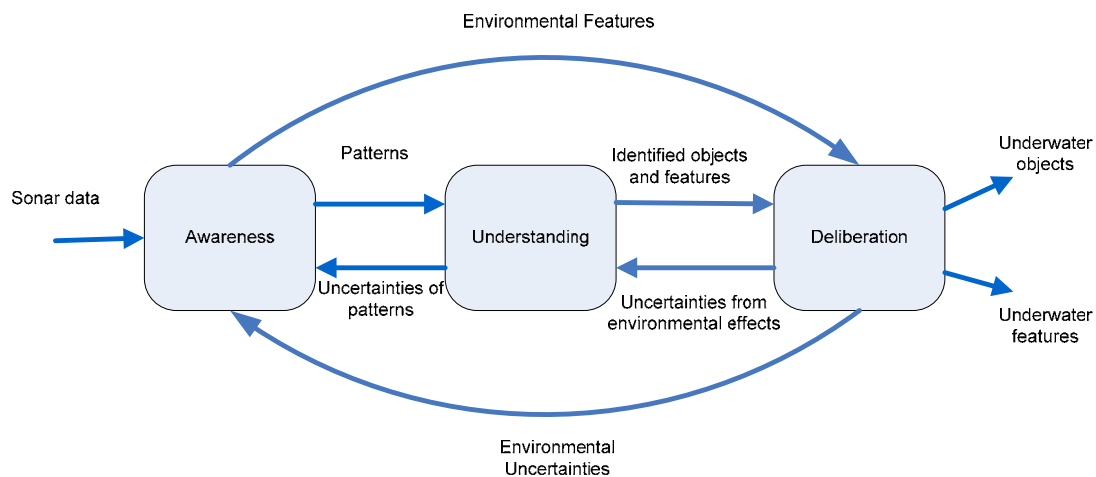 Environmental Features
Patterns
Identified objects
and features
Underwater
objects
Sonar data
Awareness
Understanding
Deliberation
Uncertainties of
patterns
Uncertainties from
environmental effects
Underwater
features
Environmental
Uncertainties